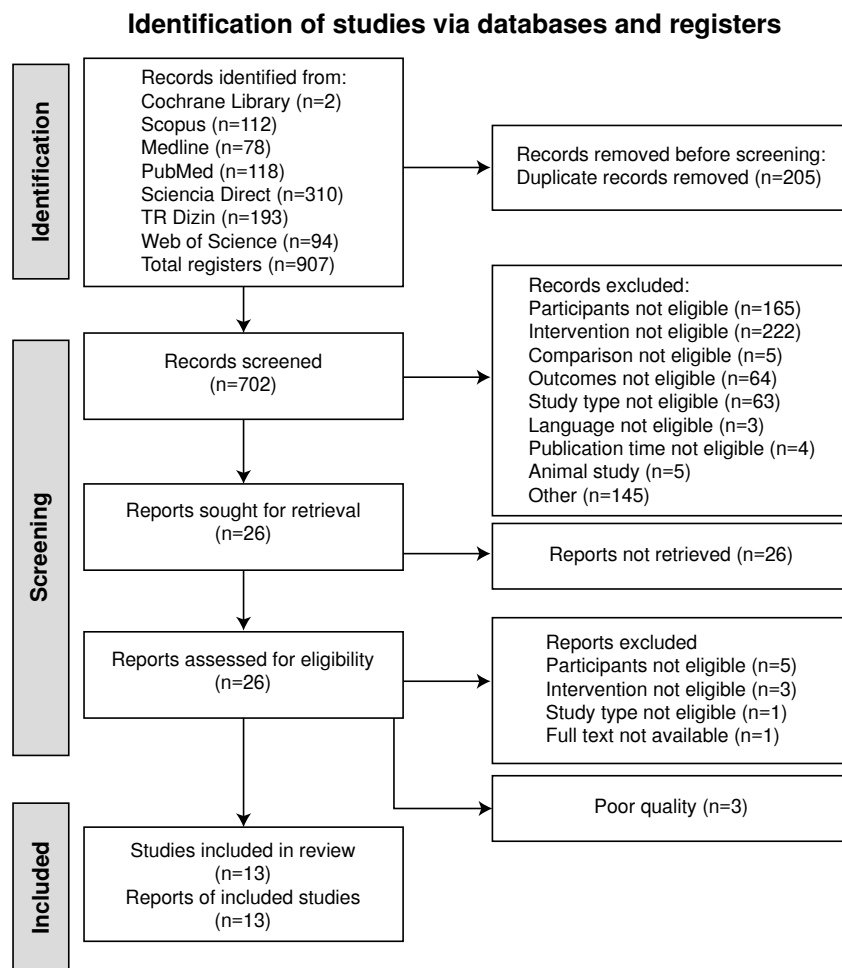 Identification of studies via databases and registers
Identification
Records identified from:
Cochrane Library (n=2)
Scopus (n=112)
Medline (n=78)
PubMed (n=118)
Sciencia Direct (n=310)
TR Dizin (n=193)
Web of Science (n=94)
Total registers (n=907)
Records removed before screening:
Duplicate records removed (n=205)
Screening
Records screened
(n=702)
Records excluded:
Participants not eligible (n=165)
Intervention not eligible (n=222)
Comparison not eligible (n=5)
Outcomes not eligible (n=64)
Study type not eligible (n=63)
Language not eligible (n=3)
Publication time not eligible (n=4)
Animal study (n=5)
Other (n=145)
Reports sought for retrieval
(n=26)
Reports not retrieved (n=26)
Reports assessed for eligibility
(n=26)
Reports excluded
Participants not eligible (n=5)
Intervention not eligible (n=3)
Study type not eligible (n=1)
Full text not available (n=1)
Poor quality (n=3)
Included
Studies included in review
(n=13)
Reports of included studies
(n=13)